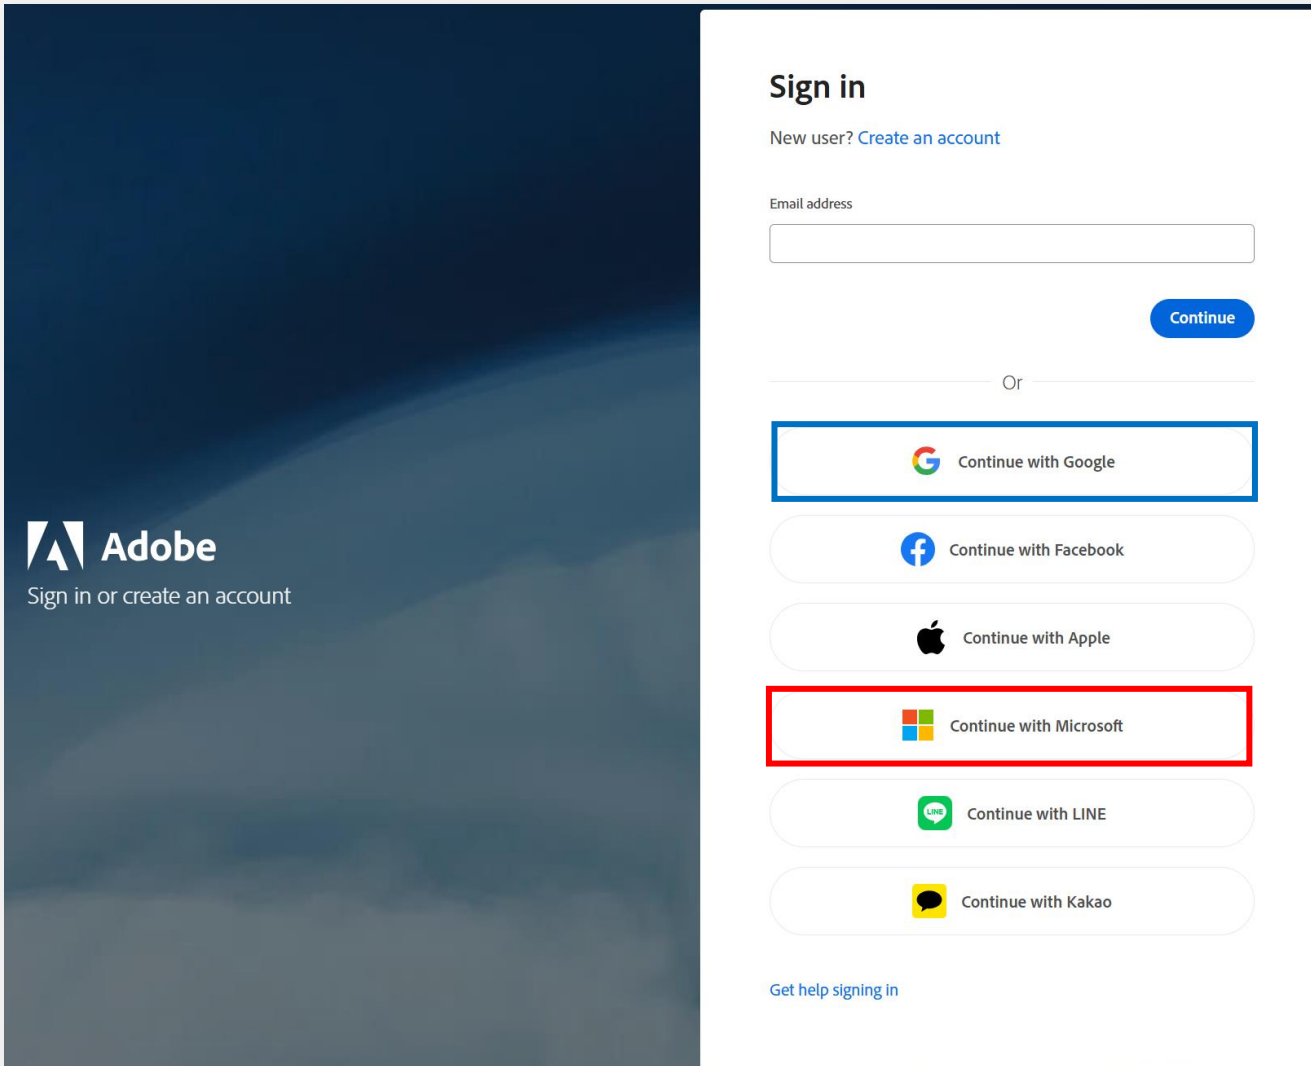 Sign in
New user? Create an account
Email address
Continue
Or
Continue with Google
Continue with Facebook
Continue with Apple
Continue with Microsoft
LINE Continue with LINE
Continue with Kakao
Get help signing in
Adobe
Sign in or create an account